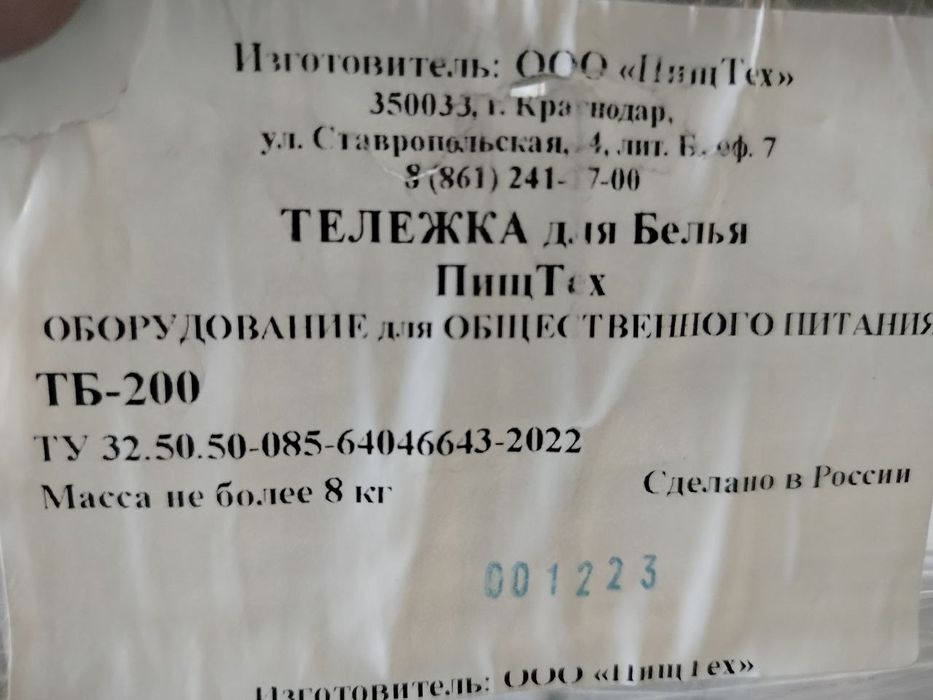 Изготовитель: ООО «ПищТех»
350033, г. Краснодар,
ул. Ставропольская, 4, лит. Б, оф. 7
8 (861) 241- 7-00
ТЕЛЕЖКА для Белья
ПищТех
ОБОРУДОВАНИЕ для ОБЩЕСТВЕННОГО ПИТАНИЯ
ТБ-200
ТУ 32.50.50-085-64046643-2022
Масса не более 8 кг
Сделано в России
001223
Изготовитель: ООО «ПищТех»